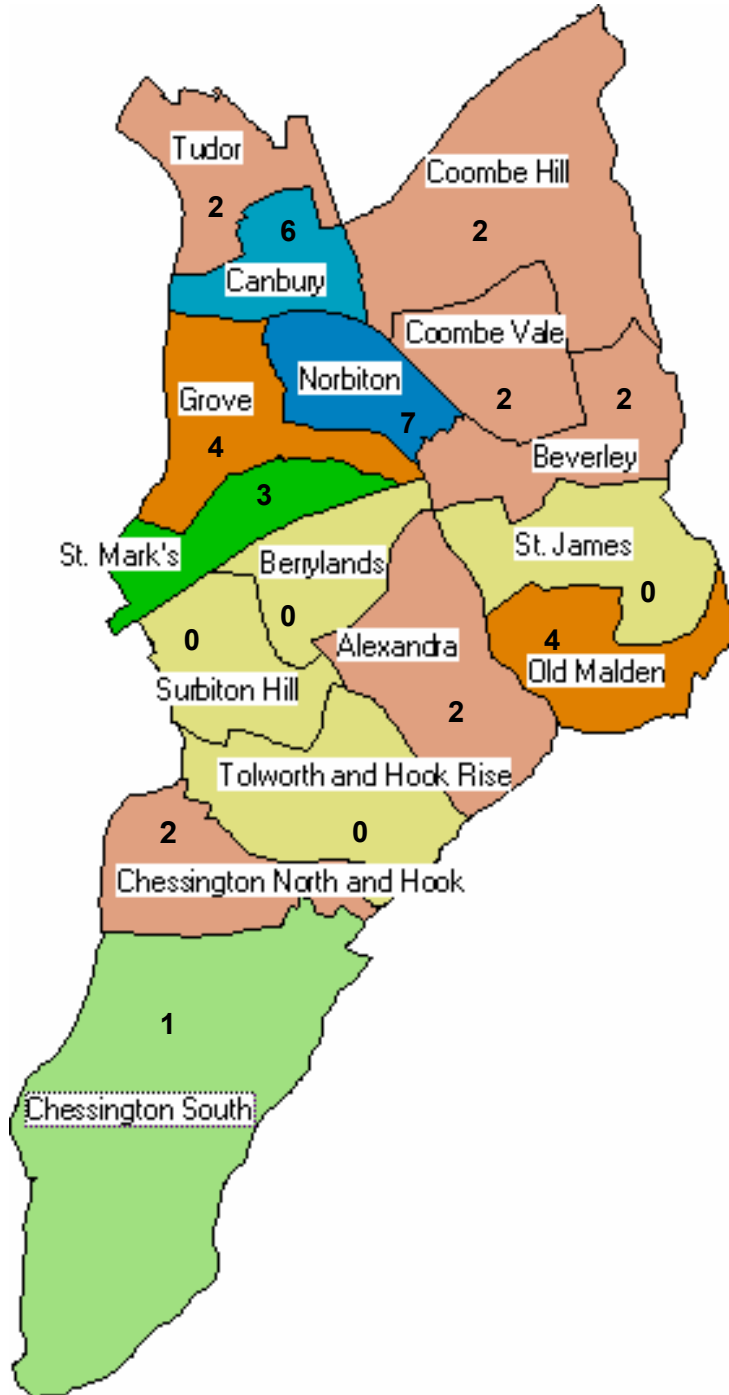 Tudor
2
Coombe Hill
2
6
Canbury
Coombe Vale
2
Norbiton
7
Grove
4
2
Beverley
3
St. Mark's
Berrylands
0
St. James
0
0
Surbiton Hill
Alexandra
2
4
Old Malden
Tolworth and Hook Rise
0
2
Chessington North and Hook
1
Chessington South